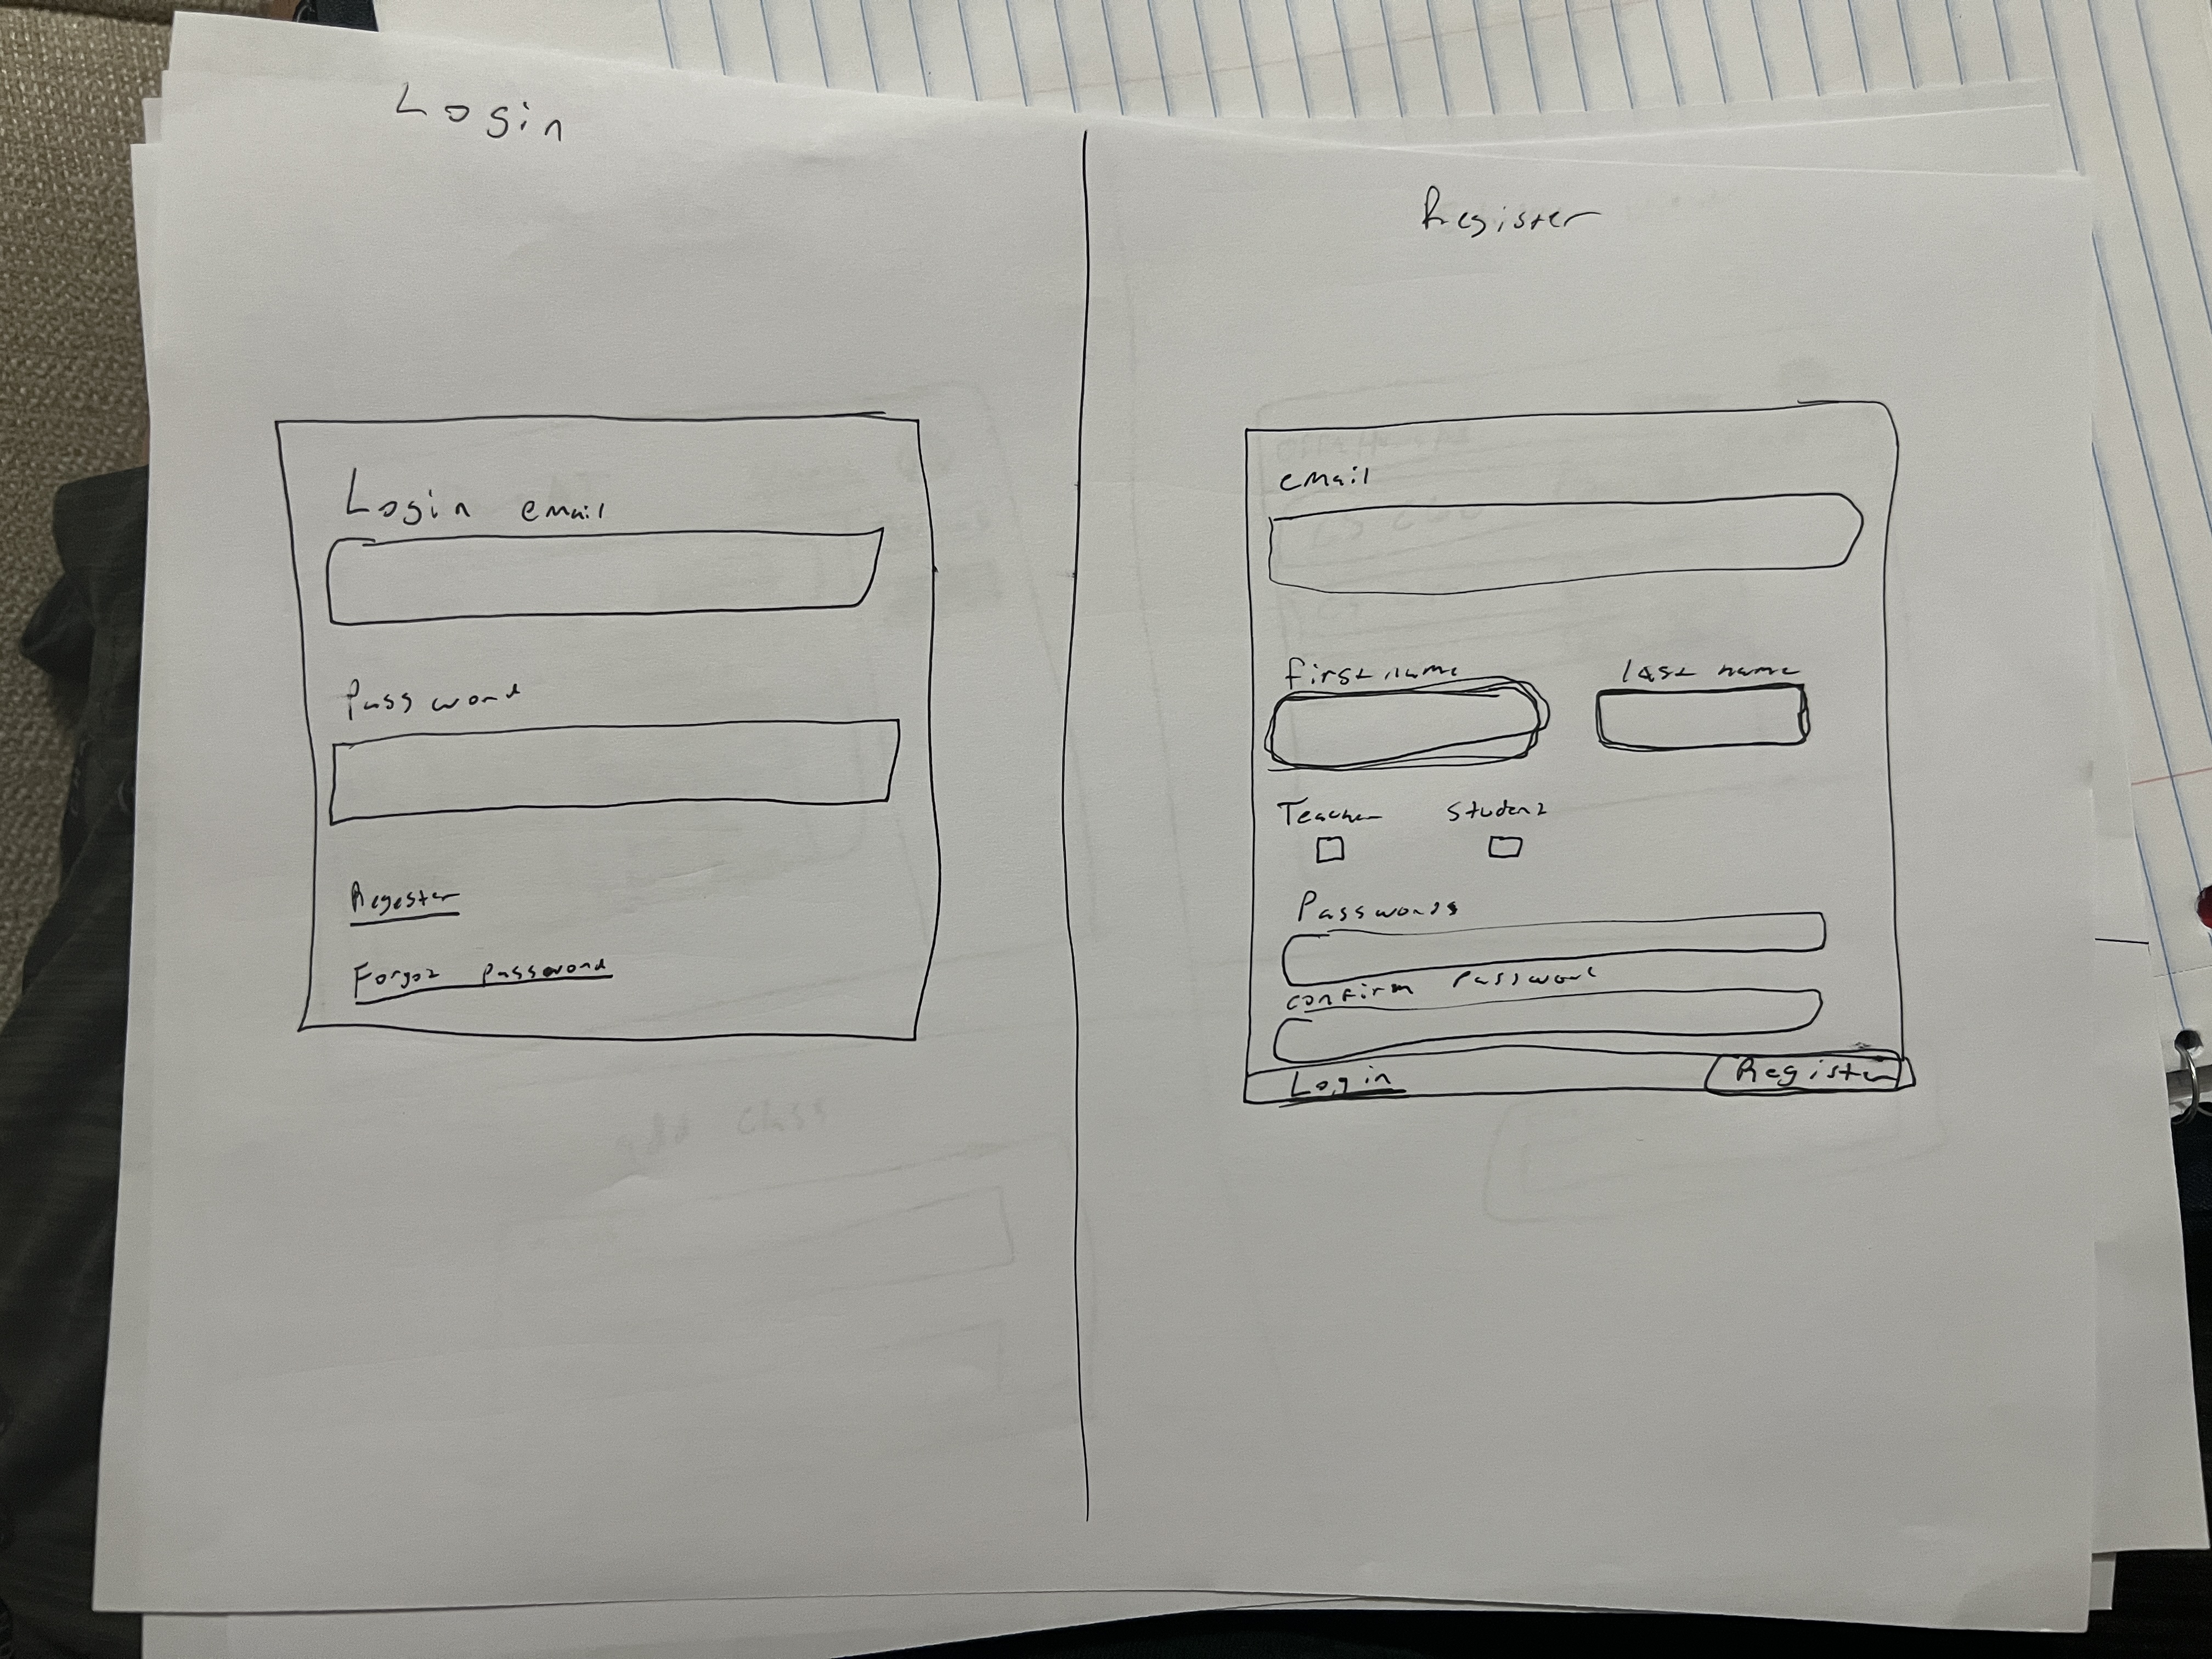 Login
Login email
Password
Register
Forgot Password
Register
email
first name last name
Teacher Student
Passwords
confirm password
Login Register